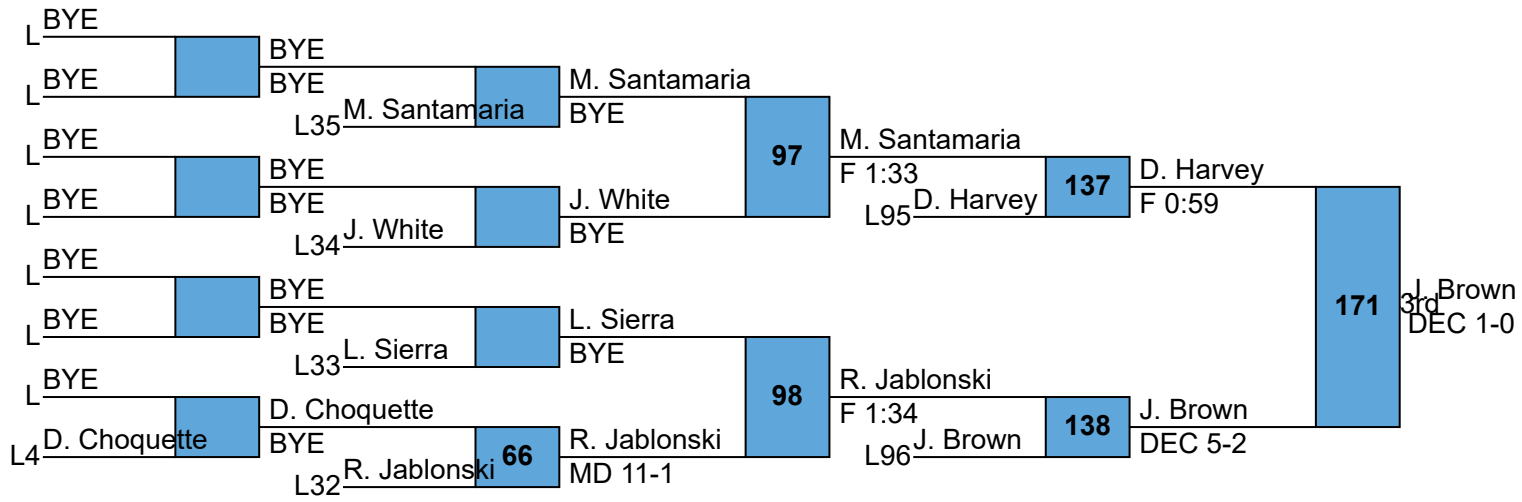 BYE
L
BYE
BYE
L
BYE
M. Santamaria
L35
M. Santamaria
BYE
BYE
L
BYE
BYE
L
BYE
J. White
L34
J. White
BYE
97
M. Santamaria
F 1:33
L95
D. Harvey
137
D. Harvey
F 0:59
BYE
L
BYE
BYE
L
BYE
L. Sierra
L33
L. Sierra
BYE
BYE
L
D. Choquette
L4
D. Choquette
BYE
66
R. Jablonski
L32
R. Jablonski
MD 11-1
98
R. Jablonski
F 1:34
L96
J. Brown
138
J. Brown
DEC 5-2
171
3rd
J. Brown
DEC 1-0